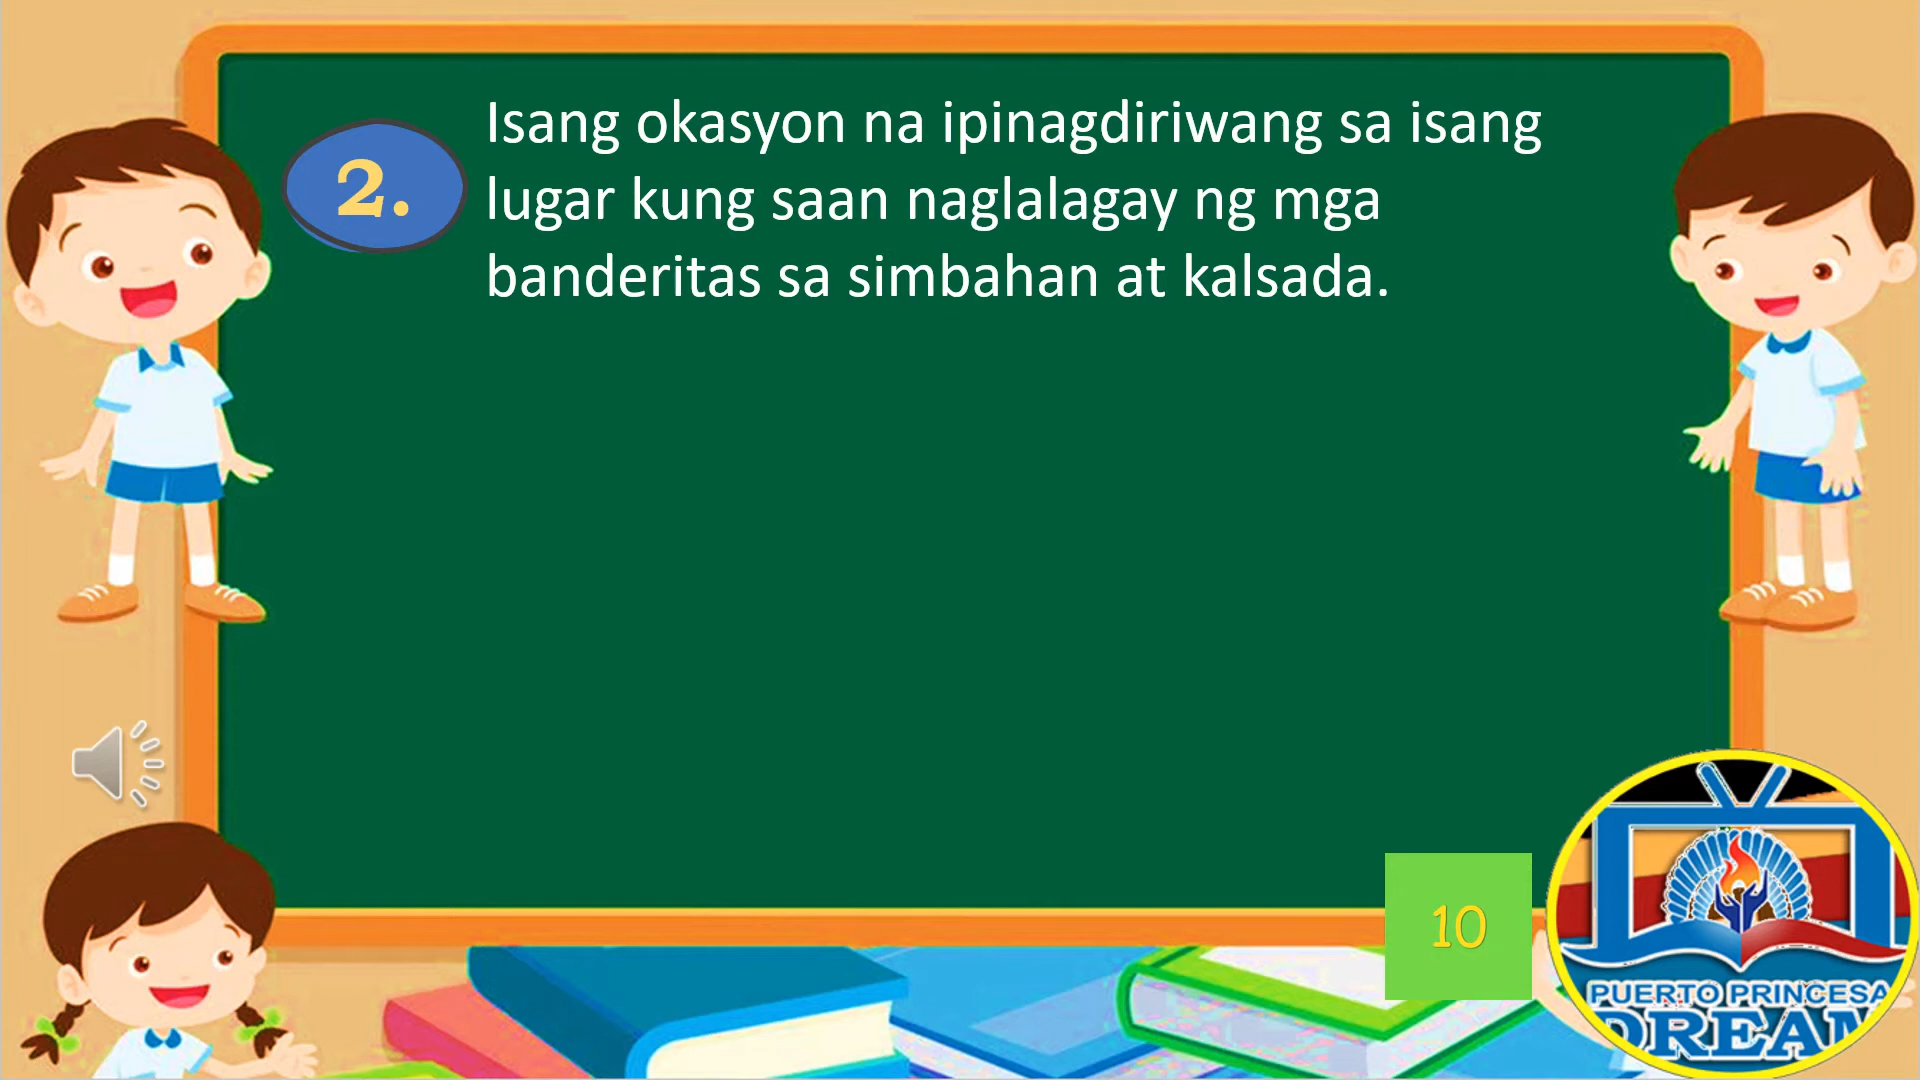 2.
Isang okasyon na ipinagdiriwang sa isang
lugar kung saan naglalagay ng mga
banderitas sa simbahan at kalsada.
10
PUERTO PRINCESA
DREAM